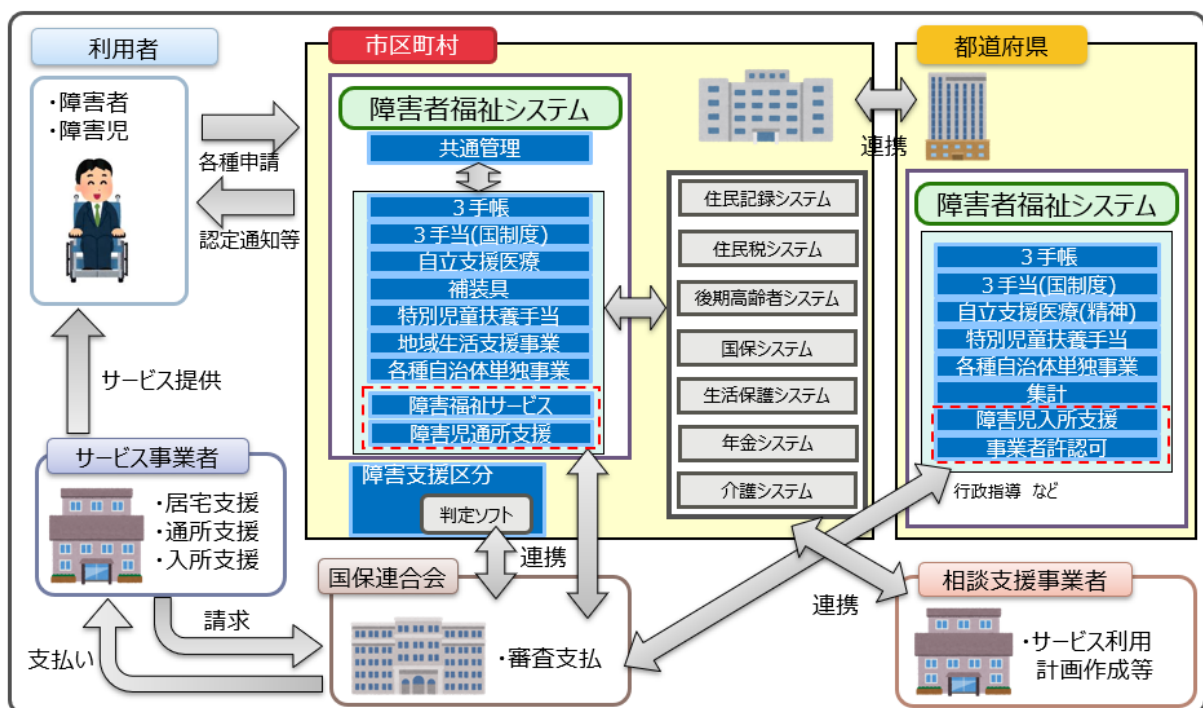 利用者
・障害者
・障害児
各種申請
認定通知等
サービス提供
サービス事業者
・居宅支援
・通所支援
・入所支援
請求
支払い
市区町村
障害者福祉システム
共通管理
３手帳
３手当(国制度)
自立支援医療
補装具
特別児童扶養手当
地域生活支援事業
各種自治体単独事業
障害福祉サービス
障害児通所支援
障害支援区分
判定ソフト
住民記録システム
住民税システム
後期高齢者システム
国保システム
生活保護システム
年金システム
介護システム
連携
都道府県
障害者福祉システム
３手帳
３手当(国制度)
自立支援医療(精神)
特別児童扶養手当
各種自治体単独事業
集計
障害児入所支援
事業者許認可
行政指導 など
連携
国保連合会
・審査支払
連携
相談支援事業者
・サービス利用
計画作成等